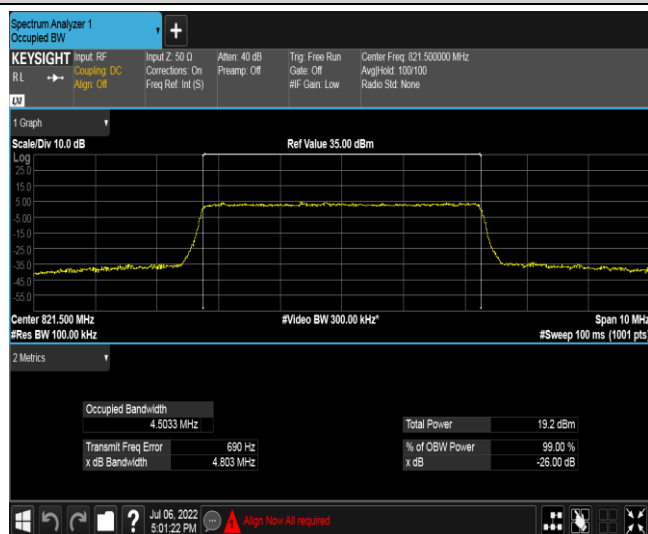 Spectrum Analyzer 1
Occupied BW
+
KEYSIGHT
RL
LXI
Input: RF
Coupling: DC
Align: Off
Input Z: 50 Ω
Corrections: On
Freq Ref: Int (S)
Atten: 40 dB
Preamp: Off
Trig: Free Run
Gate: Off
#IF Gain: Low
Center Freq: 821.500000 MHz
Avg|Hold: 100/100
Radio Std: None
1 Graph
Scale/Div 10.0 dB
Ref Value 35.00 dBm
Log
25.0
15.0
5.00
-5.00
-15.0
-25.0
-35.0
-45.0
-55.0
Center 821.500 MHz
#Video BW 300.00 kHz*
Span 10 MHz
#Res BW 100.00 kHz
#Sweep 100 ms (1001 pts)
2 Metrics
Occupied Bandwidth
4.5033 MHz
Transmit Freq Error 690 Hz
x dB Bandwidth 4.803 MHz
Total Power 19.2 dBm
% of OBW Power 99.00 %
x dB -26.00 dB
?
Jul 06, 2022
5:01:22 PM
Align Now All required